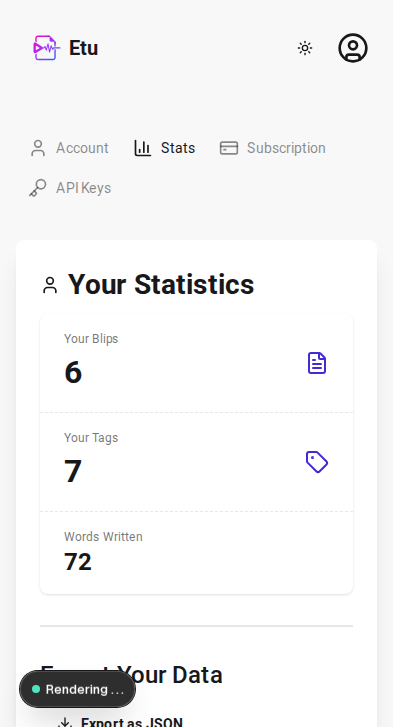 Etu
Account Stats Subscription
API Keys
Your Statistics
Your Blips
6
Your Tags
7
Words Written
72
Your Data
Rendering ...
Export as JSON